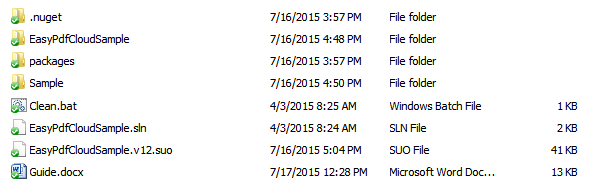 .nuget 7/16/2015 3:57 PM File folder
EasyPdfCloudSample 7/16/2015 4:48 PM File folder
packages 7/16/2015 3:57 PM File folder
Sample 7/16/2015 4:50 PM File folder
Clean.bat 4/3/2015 8:25 AM Windows Batch File 1 KB
EasyPdfCloudSample.sln 4/3/2015 8:24 AM SLN File 2 KB
EasyPdfCloudSample.v12.suo 7/16/2015 5:04 PM SUO File 41 KB
Guide.docx 7/17/2015 12:28 PM Microsoft Word Doc... 13 KB